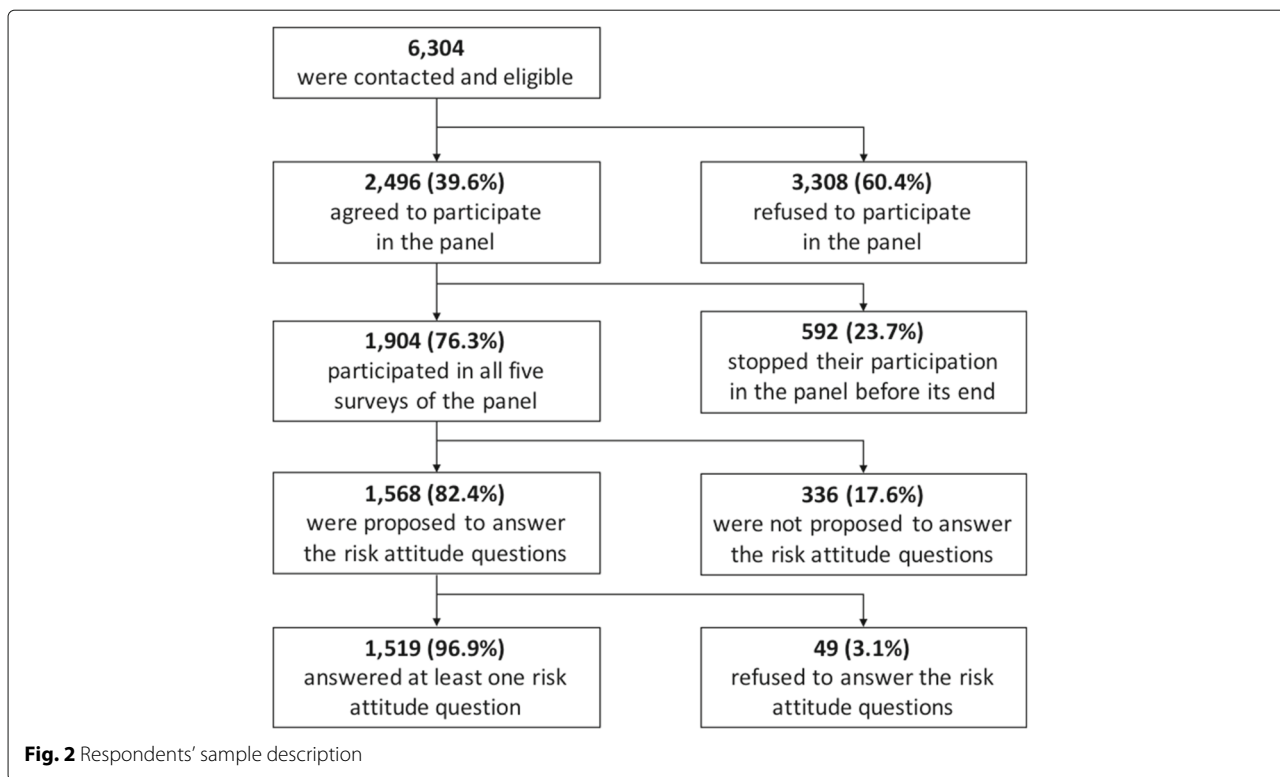 6,304
were contacted and eligible
2,496 (39.6%)
agreed to participate
in the panel
3,308 (60.4%)
refused to participate
in the panel
1,904 (76.3%)
participated in all five
surveys of the panel
592 (23.7%)
stopped their participation
in the panel before its end
1,568 (82.4%)
were proposed to answer
the risk attitude questions
336 (17.6%)
were not proposed to answer
the risk attitude questions
1,519 (96.9%)
answered at least one risk
attitude question
49 (3.1%)
refused to answer the risk
attitude questions
Fig. 2 Respondents’ sample description